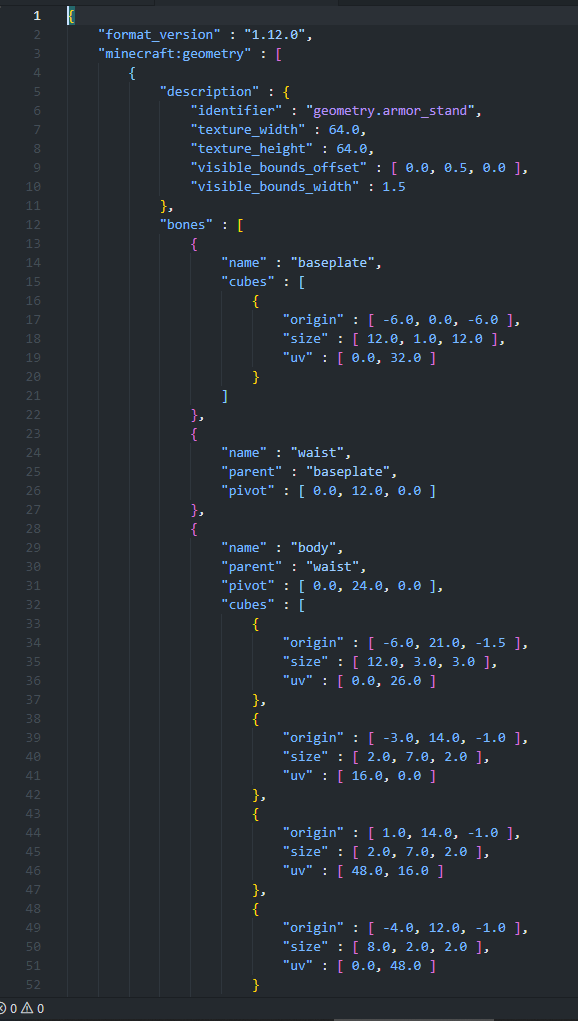 1 {
2 "format_version" : "1.12.0",
3 "minecraft:geometry" : [
4 {
5 "description" : {
6 "identifier" : "geometry.armor_stand",
7 "texture_width" : 64.0,
8 "texture_height" : 64.0,
9 "visible_bounds_offset" : [ 0.0, 0.5, 0.0 ],
10 "visible_bounds_width" : 1.5
11 },
12 "bones" : [
13 {
14 "name" : "baseplate",
15 "cubes" : [
16 {
17 "origin" : [ -6.0, 0.0, -6.0 ],
18 "size" : [ 12.0, 1.0, 12.0 ],
19 "uv" : [ 0.0, 32.0 ]
20 }
21 ]
22 },
23 {
24 "name" : "waist",
25 "parent" : "baseplate",
26 "pivot" : [ 0.0, 12.0, 0.0 ]
27 },
28 {
29 "name" : "body",
30 "parent" : "waist",
31 "pivot" : [ 0.0, 24.0, 0.0 ],
32 "cubes" : [
33 {
34 "origin" : [ -6.0, 21.0, -1.5 ],
35 "size" : [ 12.0, 3.0, 3.0 ],
36 "uv" : [ 0.0, 26.0 ]
37 },
38 {
39 "origin" : [ -3.0, 14.0, -1.0 ],
40 "size" : [ 2.0, 7.0, 2.0 ],
41 "uv" : [ 16.0, 0.0 ]
42 },
43 {
44 "origin" : [ 1.0, 14.0, -1.0 ],
45 "size" : [ 2.0, 7.0, 2.0 ],
46 "uv" : [ 48.0, 16.0 ]
47 },
48 {
49 "origin" : [ -4.0, 12.0, -1.0 ],
50 "size" : [ 8.0, 2.0, 2.0 ],
51 "uv" : [ 0.0, 48.0 ]
52 }
0 0